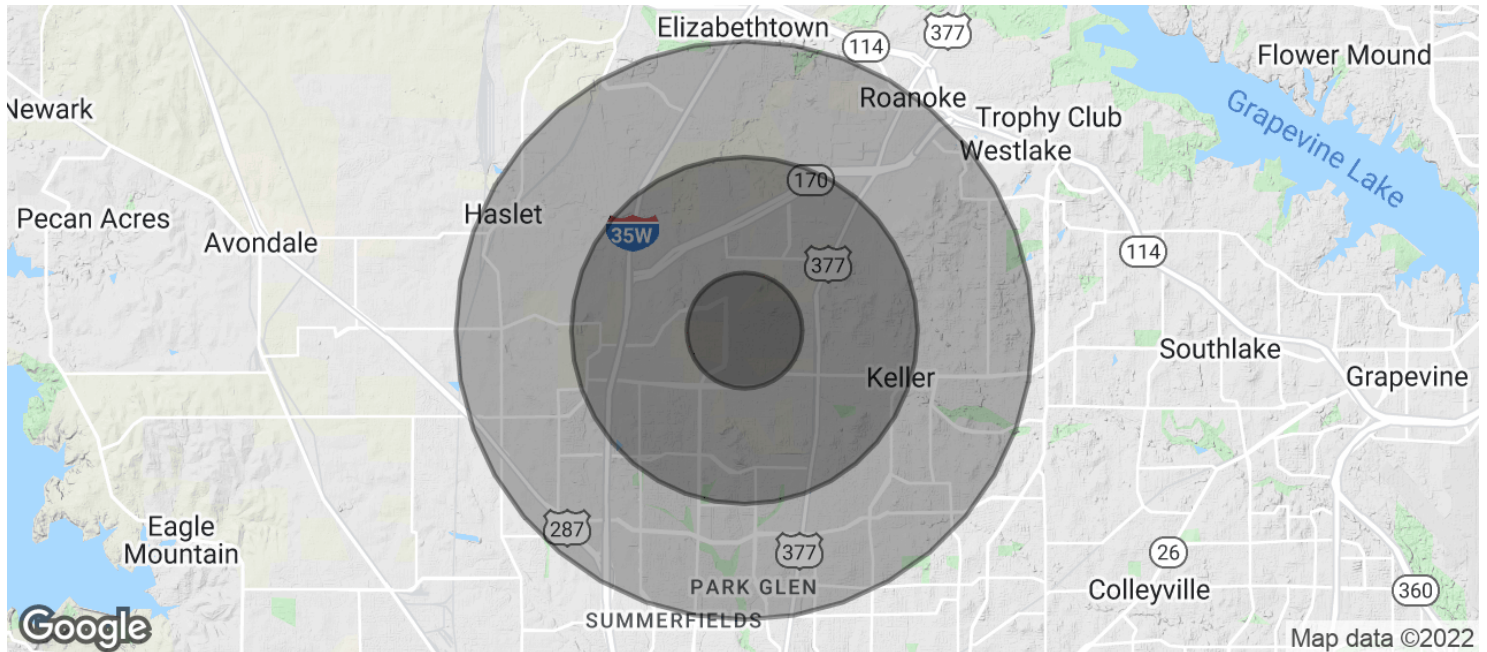 Elizabethtown
377
114
Flower Mound
Roanoke
Newark
Trophy Club
Grapevine Lake
Westlake
170
Haslet
Pecan Acres
35W
Avondale
114
377
Southlake
Keller
Grapevine
Eagle
Mountain
287
377
26
PARK GLEN
Colleyville
360
SUMMERFIELDS
Google
Map data ©2022